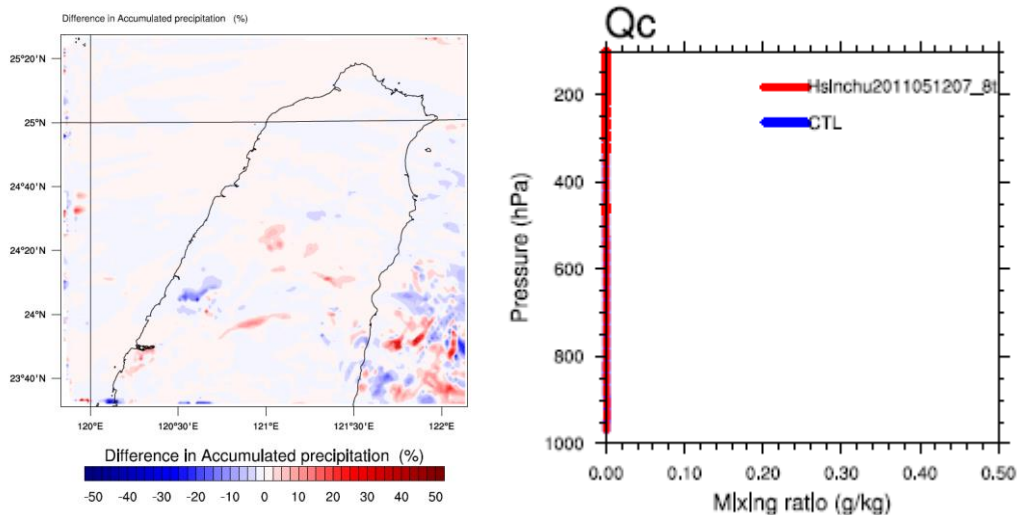 Difference in Accumulated precipitation (%)
25°20'N
25°N
24°40'N
24°20'N
24°N
23°40'N
120°E
120°30'E
121°E
121°30'E
122°E
Difference in Accumulated precipitation (%)
-50 -40 -30 -20 -10 0 10 20 30 40 50
Qc
HsInchu2011051207_8t
CTL
Pressure (hPa)
200
400
600
800
1000
0.00 0.10 0.20 0.30 0.40 0.50
Mixing ratio (g/kg)